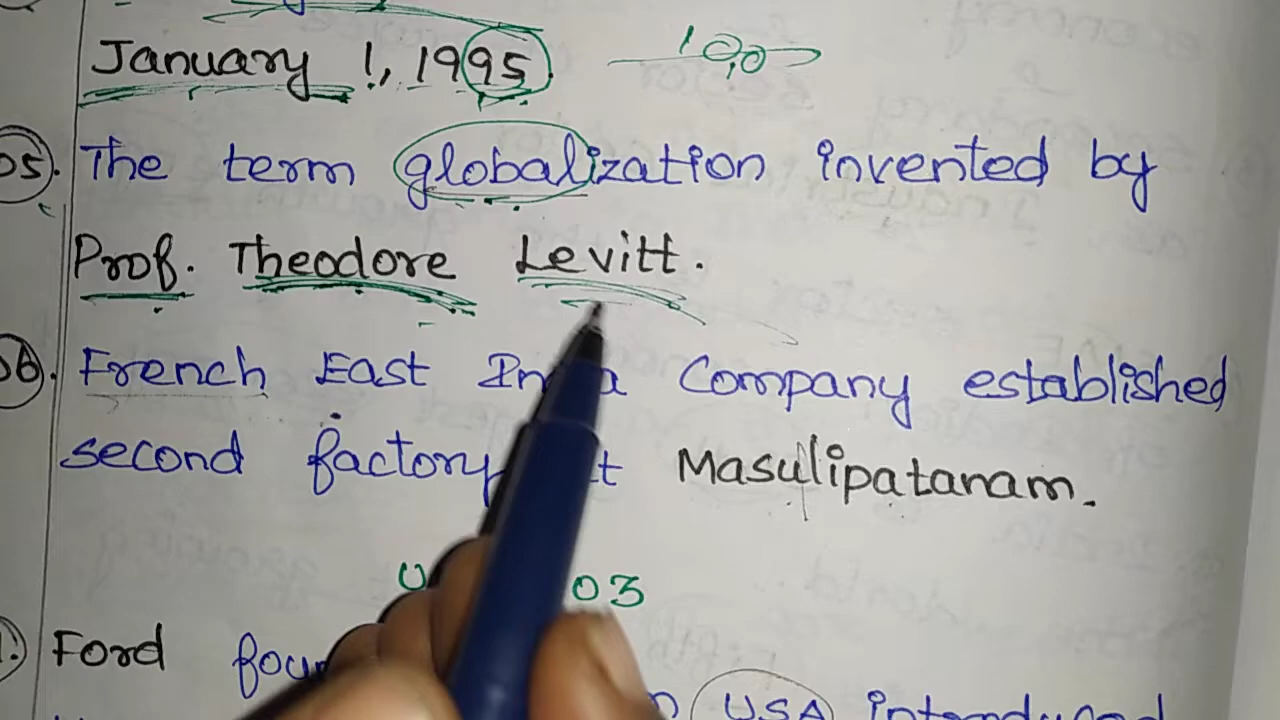 January 1, 1995
05). The term globalization invented by
Prof. Theodore Levitt.
06). French East India Company established
second factory at Masulipatanam.
03
Ford
USA introduced